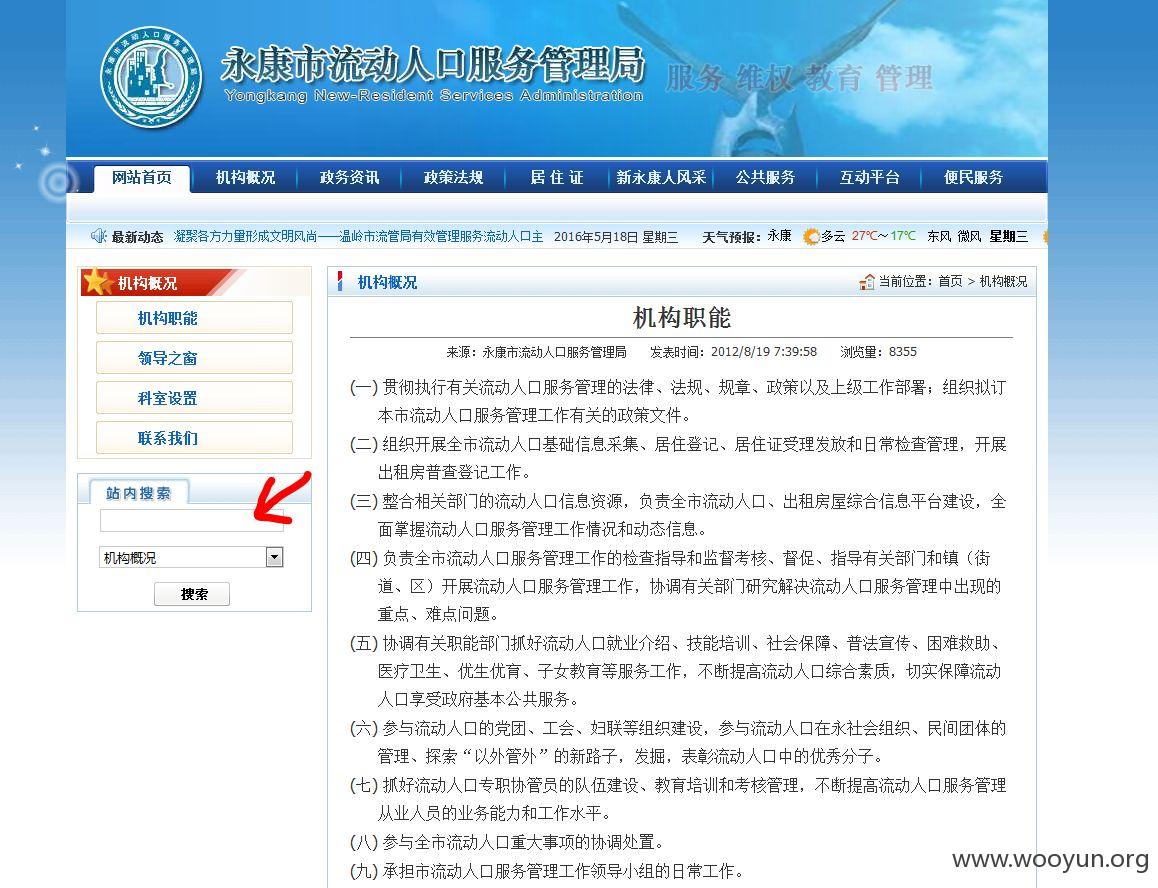 永康市流动人口服务管理局
Yongkang New-Resident Services Administration
服务 维权 教育 管理
网站首页 机构概况 政务资讯 政策法规 居 住 证 新永康人风采 公共服务 互动平台 便民服务
最新动态 凝聚各方力量形成文明风尚——温岭市流管局有效管理服务流动人口主 2016年5月18日 星期三 天气预报: 永康 多云 27℃～17℃ 东风 微风 星期三
机构概况
机构职能
领导之窗
科室设置
联系我们
站内搜索
机构概况
搜索
机构概况 当前位置：首页 > 机构概况
机构职能
来源：永康市流动人口服务管理局 发表时间：2012/8/19 7:39:58 浏览量：8355
(一) 贯彻执行有关流动人口服务管理的法律、法规、规章、政策以及上级工作部署；组织拟订
本市流动人口服务管理工作有关的政策文件。
(二) 组织开展全市流动人口基础信息采集、居住登记、居住证受理发放和日常检查管理，开展
出租房普查登记工作。
(三) 整合相关部门的流动人口信息资源，负责全市流动人口、出租房屋综合信息平台建设，全
面掌握流动人口服务管理工作情况和动态信息。
(四) 负责全市流动人口服务管理工作的检查指导和监督考核、督促、指导有关部门和镇（街
道、区）开展流动人口服务管理工作，协调有关部门研究解决流动人口服务管理中出现的
重点、难点问题。
(五) 协调有关职能部门抓好流动人口就业介绍、技能培训、社会保障、普法宣传、困难救助、
医疗卫生、优生优育、子女教育等服务工作，不断提高流动人口综合素质，切实保障流动
人口享受政府基本公共服务。
(六) 参与流动人口的党团、工会、妇联等组织建设，参与流动人口在永社会组织、民间团体的
管理、探索“以外管外”的新路子，发掘，表彰流动人口中的优秀分子。
(七) 抓好流动人口专职协管员的队伍建设、教育培训和考核管理，不断提高流动人口服务管理
从业人员的业务能力和工作水平。
(八) 参与全市流动人口重大事项的协调处置。
(九) 承担市流动人口服务管理工作领导小组的日常工作。
www.wooyun.org